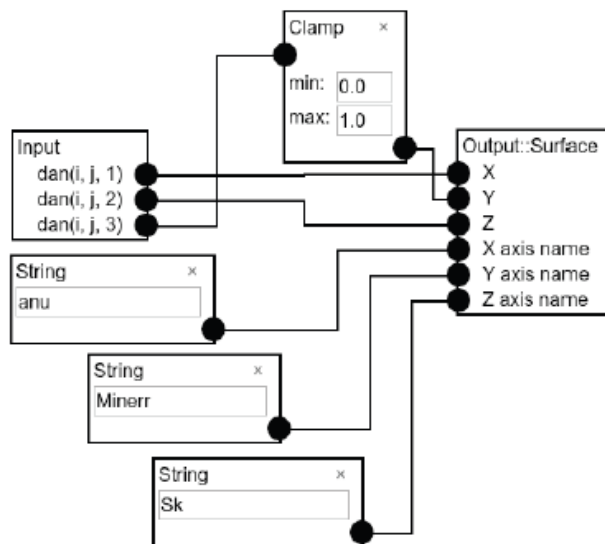 Clamp ×
min: 0.0
max: 1.0
Input
dan(i, j, 1)
dan(i, j, 2)
dan(i, j, 3)
Output::Surface
X
Y
Z
X axis name
Y axis name
Z axis name
String ×
anu
String ×
Minerr
String ×
Sk